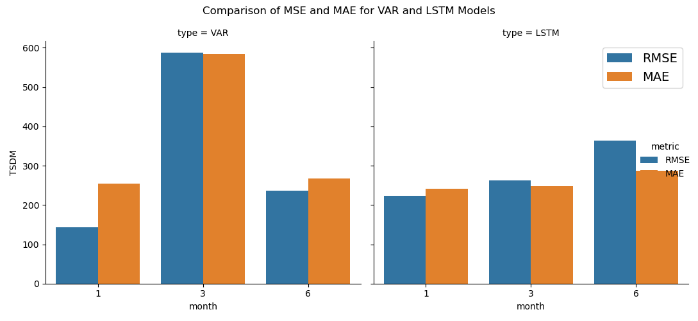 Comparison of MSE and MAE for VAR and LSTM Models
type = VAR
type = LSTM
600
500
400
300
200
100
0
TSDM
1
3
6
month
1
3
6
month
RMSE
MAE
metric
RMSE
MAE